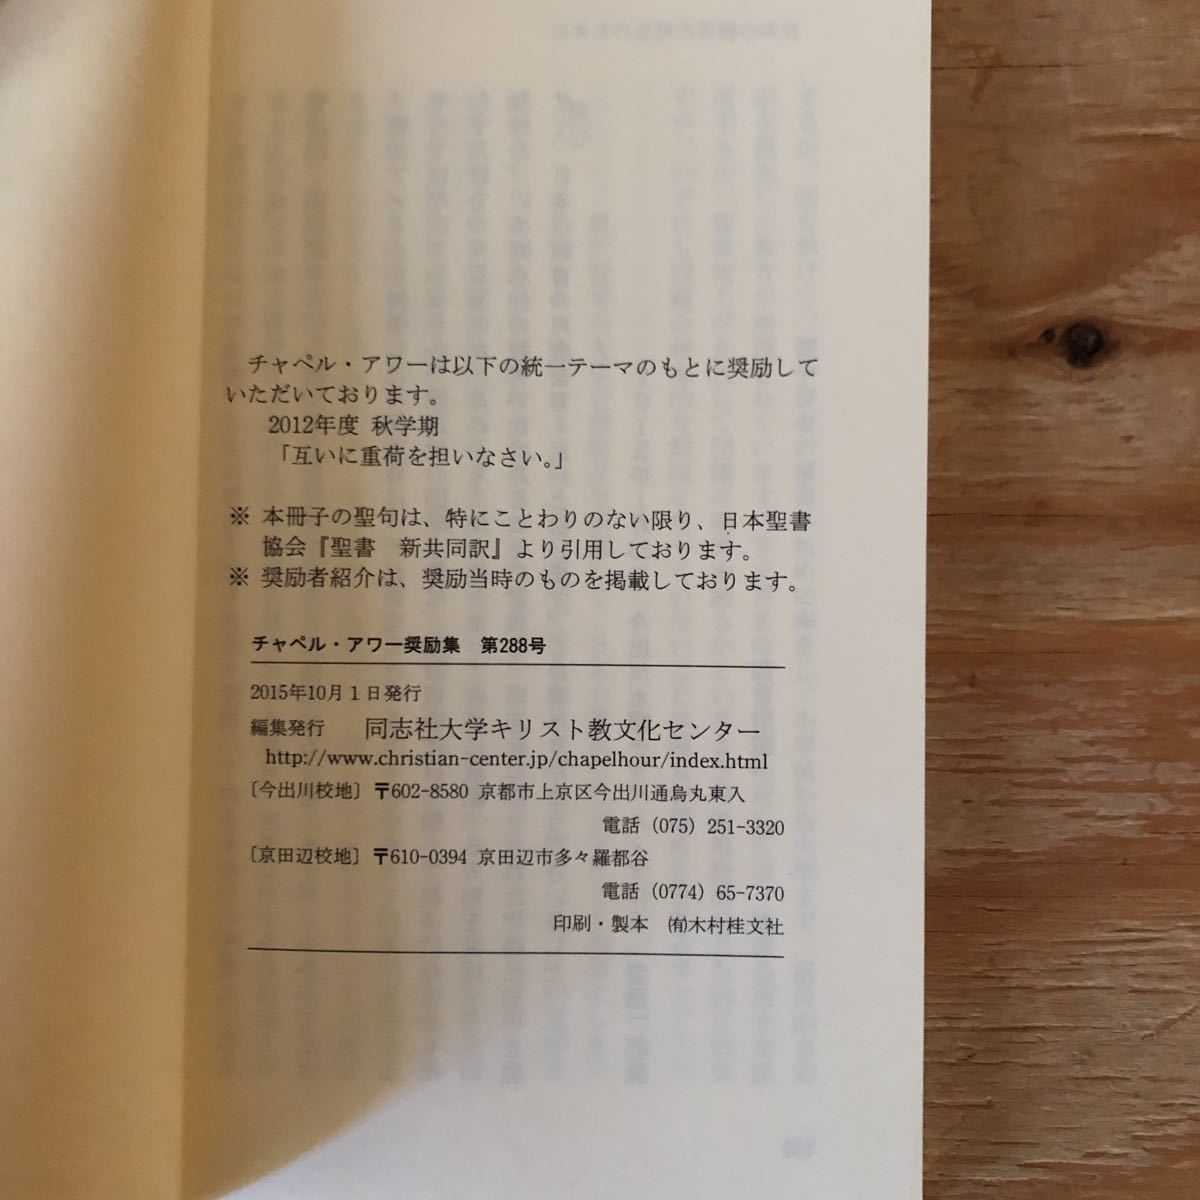 チャペル・アワーは以下の統一テーマのもとに奨励して
いただいております。
2012年度 秋学期
「互いに重荷を担いなさい。」
※ 本冊子の聖句は、特にことわりのない限り、日本聖書
協会『聖書　新共同訳』より引用しております。
※ 奨励者紹介は、奨励当時のものを掲載しております。
チャペル・アワー奨励集　第288号
2015年10月１日発行
編集発行　同志社大学キリスト教文化センター
http://www.christian-center.jp/chapelhour/index.html
〔今出川校地〕〒602-8580 京都市上京区今出川通烏丸東入
電話（075）251-3320
〔京田辺校地〕〒610-0394 京田辺市多々羅都谷
電話（0774）65-7370
印刷・製本　㈲木村桂文社